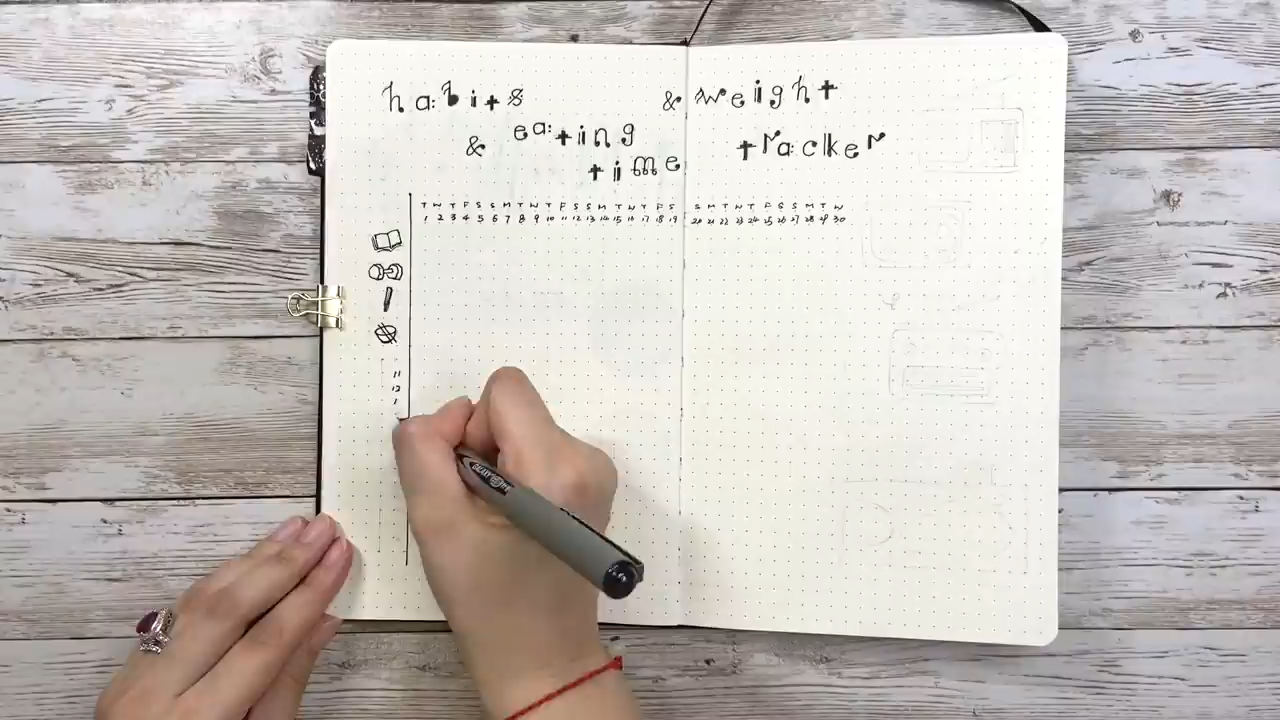 habits & weight
& eating tracker
time
T W T F S S M T W T F S S M T W T F S S M T W T F S S M T W
1 2 3 4 5 6 7 8 9 10 11 12 13 14 15 16 17 18 19 20 21 22 23 24 25 26 27 28 29 30
11
12
1